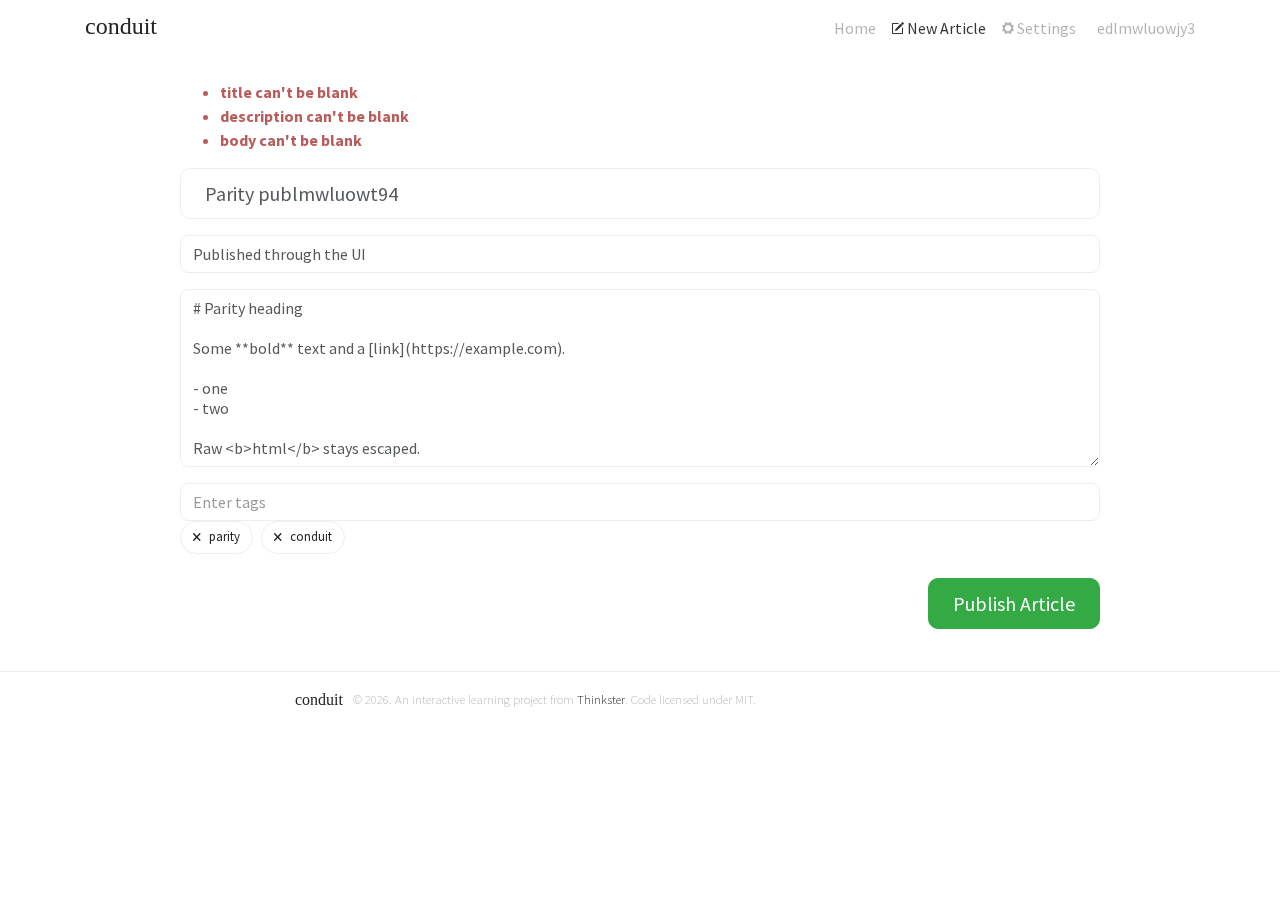 conduit
Home New Article Settings edlmwluowjy3
title can't be blank
description can't be blank
body can't be blank
Parity publmwluowt94
Published through the UI
# Parity heading
Some **bold** text and a [link](https://example.com).
- one
- two
Raw <b>html</b> stays escaped.
Enter tags
× parity × conduit
Publish Article
conduit © 2026. An interactive learning project from Thinkster. Code licensed under MIT.